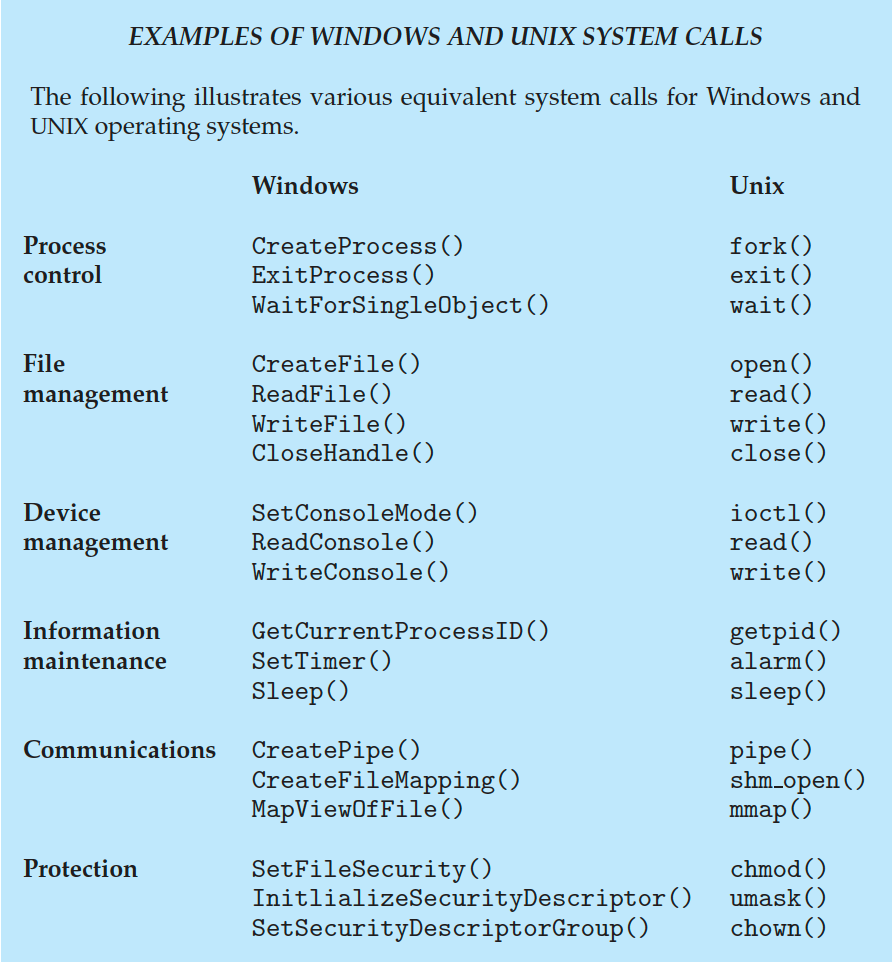 EXAMPLES OF WINDOWS AND UNIX SYSTEM CALLS
The following illustrates various equivalent system calls for Windows and
UNIX operating systems.
Windows Unix
Process CreateProcess() fork()
control ExitProcess() exit()
WaitForSingleObject() wait()
File CreateFile() open()
management ReadFile() read()
WriteFile() write()
CloseHandle() close()
Device SetConsoleMode() ioctl()
management ReadConsole() read()
WriteConsole() write()
Information GetCurrentProcessID() getpid()
maintenance SetTimer() alarm()
Sleep() sleep()
Communications CreatePipe() pipe()
CreateFileMapping() shm_open()
MapViewOfFile() mmap()
Protection SetFileSecurity() chmod()
InitlializeSecurityDescriptor() umask()
SetSecurityDescriptorGroup() chown()